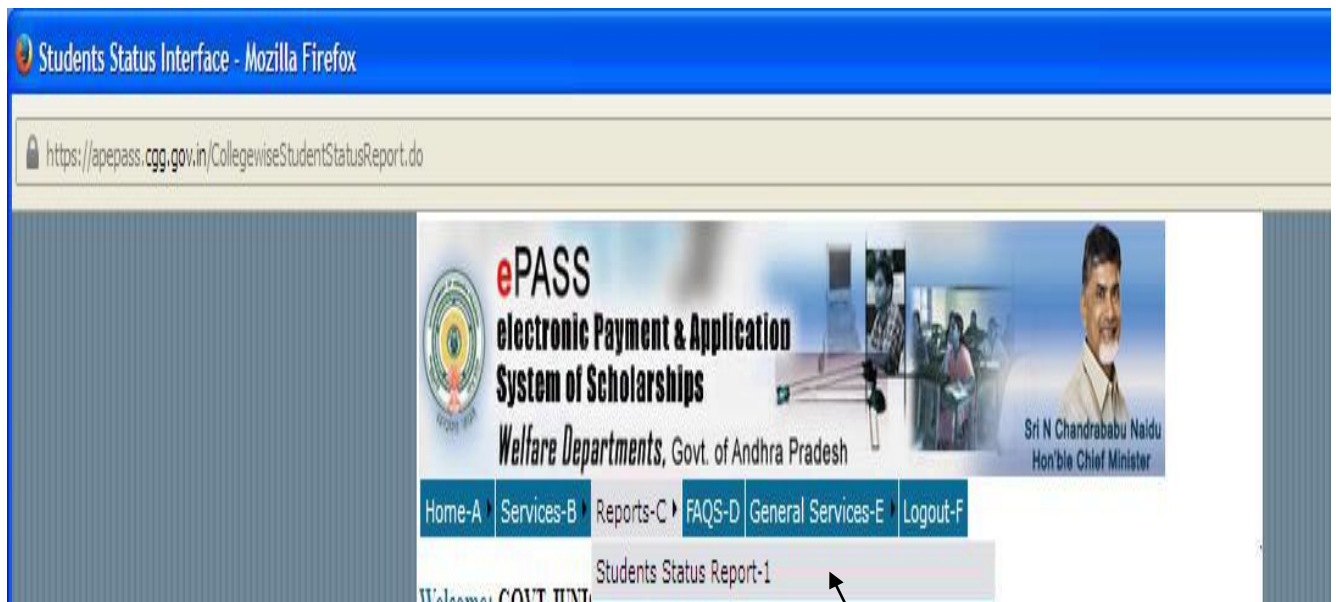 Students Status Interface - Mozilla Firefox
https://apepass.cgg.gov.in/CollegewiseStudentStatusReport.do
ePASS
electronic Payment & Application
System of Scholarships
Welfare Departments, Govt. of Andhra Pradesh
Sri N Chandrababu Naidu
Hon'ble Chief Minister
Home-A Services-B Reports-C FAQS-D General Services-E Logout-F
Students Status Report-1
Welcome: GOVT